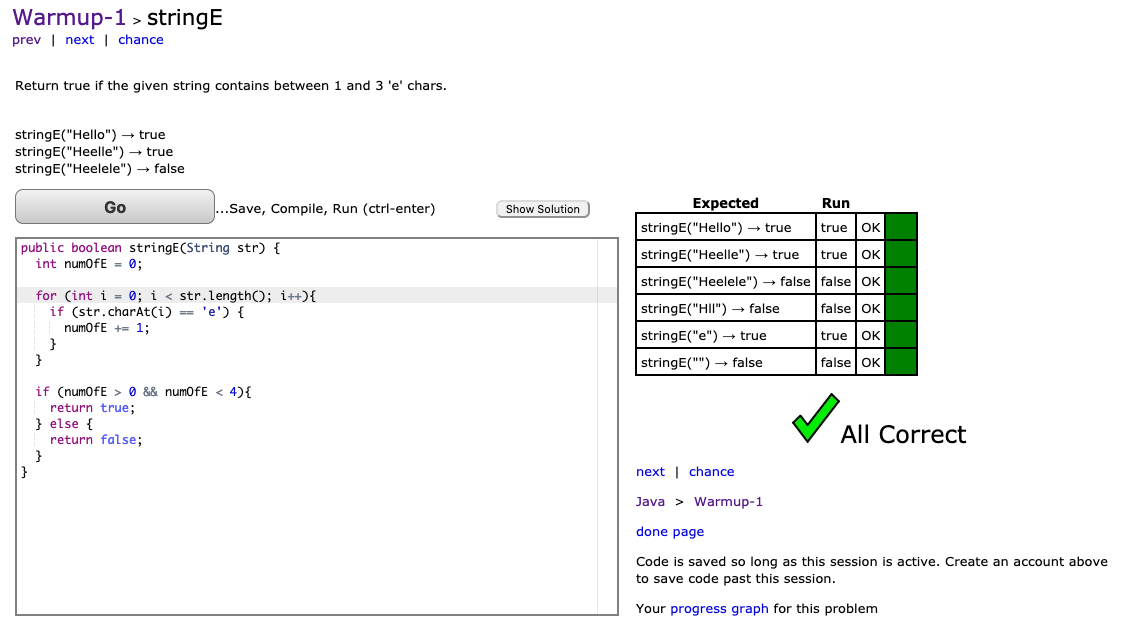 Warmup-1 > stringE
prev | next | chance
Return true if the given string contains between 1 and 3 'e' chars.
stringE("Hello") → true
stringE("Heelle") → true
stringE("Heelele") → false
Go
...Save, Compile, Run (ctrl-enter)
Show Solution
public boolean stringE(String str) {
  int numOfE = 0;

  for (int i = 0; i < str.length(); i++){
    if (str.charAt(i) == 'e') {
      numOfE += 1;
    }
  }

  if (numOfE > 0 && numOfE < 4){
    return true;
  } else {
    return false;
  }
}
Expected Run
stringE("Hello") → true true OK
stringE("Heelle") → true true OK
stringE("Heelele") → false false OK
stringE("Hll") → false false OK
stringE("e") → true true OK
stringE("") → false false OK
All Correct
next | chance
Java > Warmup-1
done page
Code is saved so long as this session is active. Create an account above
to save code past this session.
Your progress graph for this problem